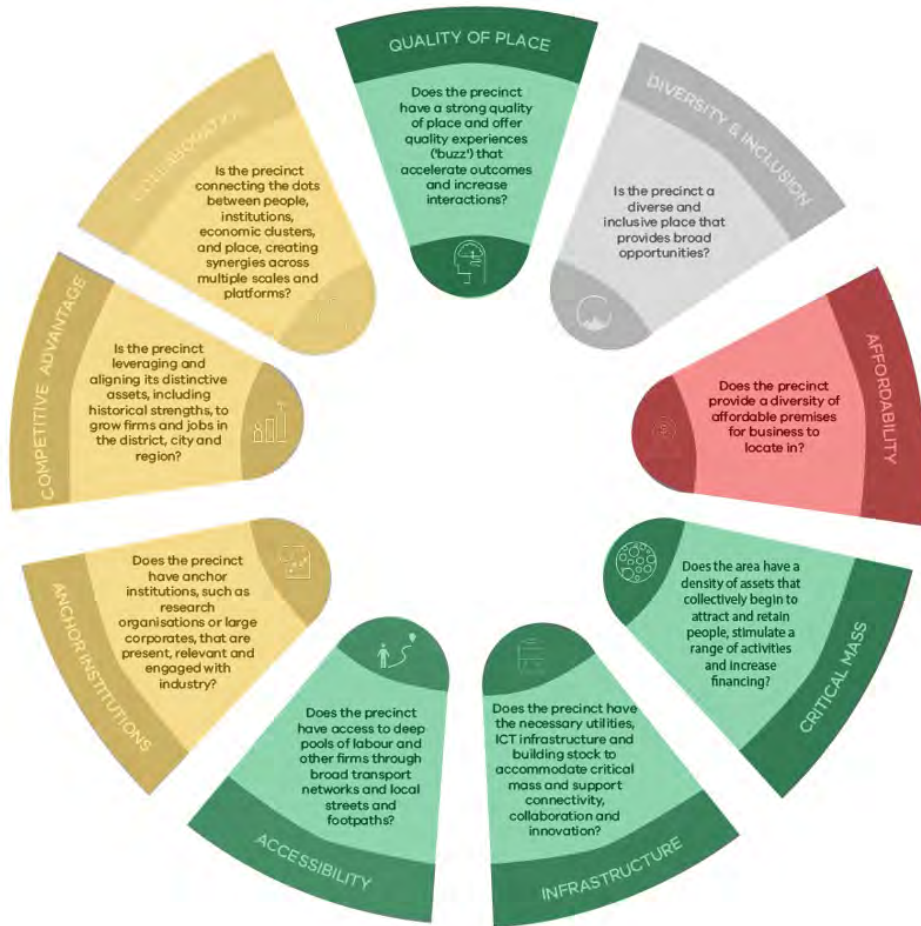 QUALITY OF PLACE
Does the precinct
have a strong quality
of place and offer
quality experiences
('buzz') that
accelerate outcomes
and increase
interactions?
DIVERSITY & INCLUSION
Is the precinct a
diverse and
inclusive place that
provides broad
opportunities?
AFFORDABILITY
Does the precinct
provide a diversity of
affordable premises
for business to
locate in?
CRITICAL MASS
Does the area have a
density of assets that
collectively begin to
attract and retain
people, stimulate a
range of activities
and increase
financing?
INFRASTRUCTURE
Does the precinct have
the necessary utilities,
ICT infrastructure and
building stock to
accommodate critical
mass and support
connectivity,
collaboration and
innovation?
ACCESSIBILITY
Does the precinct
have access to deep
pools of labour and
other firms through
broad transport
networks and local
streets and
footpaths?
ANCHOR INSTITUTIONS
Does the precinct
have anchor
institutions, such as
research
organisations or large
corporates, that are
present, relevant and
engaged with
industry?
COMPETITIVE ADVANTAGE
Is the precinct
leveraging and
aligning its distinctive
assets, including
historical strengths, to
grow firms and jobs in
the district, city and
region?
COLLABORATION
Is the precinct
connecting the dots
between people,
institutions,
economic clusters,
and place, creating
synergies across
multiple scales and
platforms?